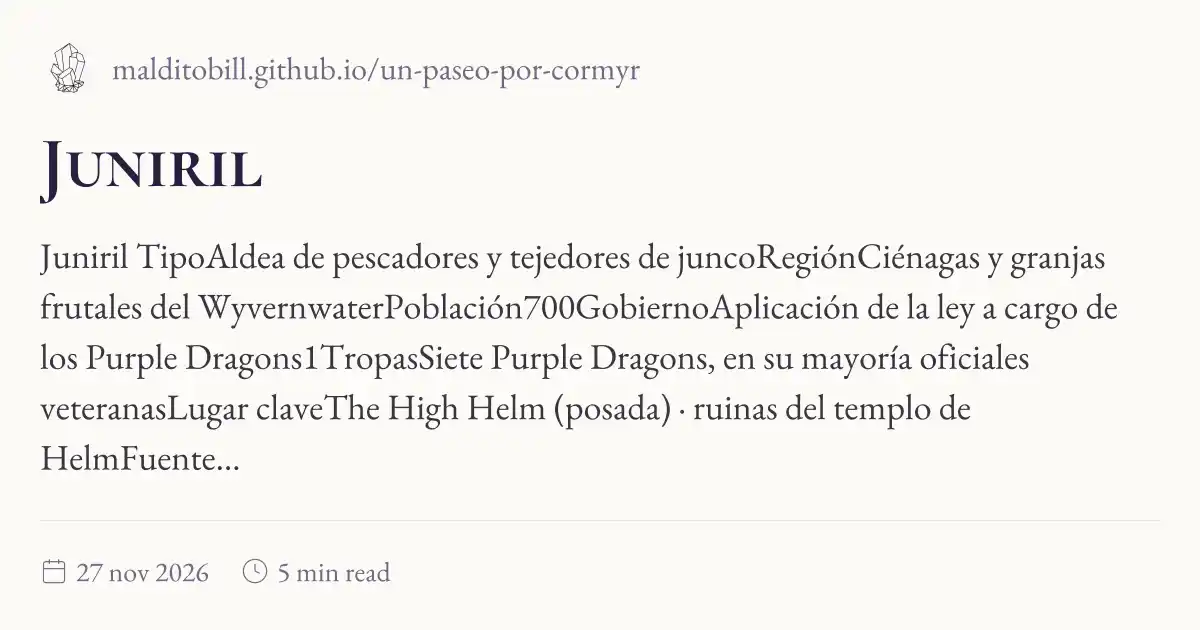 malditobill.github.io/un-paseo-por-cormyr
Juniril
Juniril TipoAldea de pescadores y tejedores de juncoRegiónCiénagas y granjas
frutales del WyvernwaterPoblación700GobiernoAplicación de la ley a cargo de
los Purple Dragons1TropasSiete Purple Dragons, en su mayoría oficiales
veteranasLugar claveThe High Helm (posada) · ruinas del templo de
HelmFuente...
27 nov 2026 5 min read